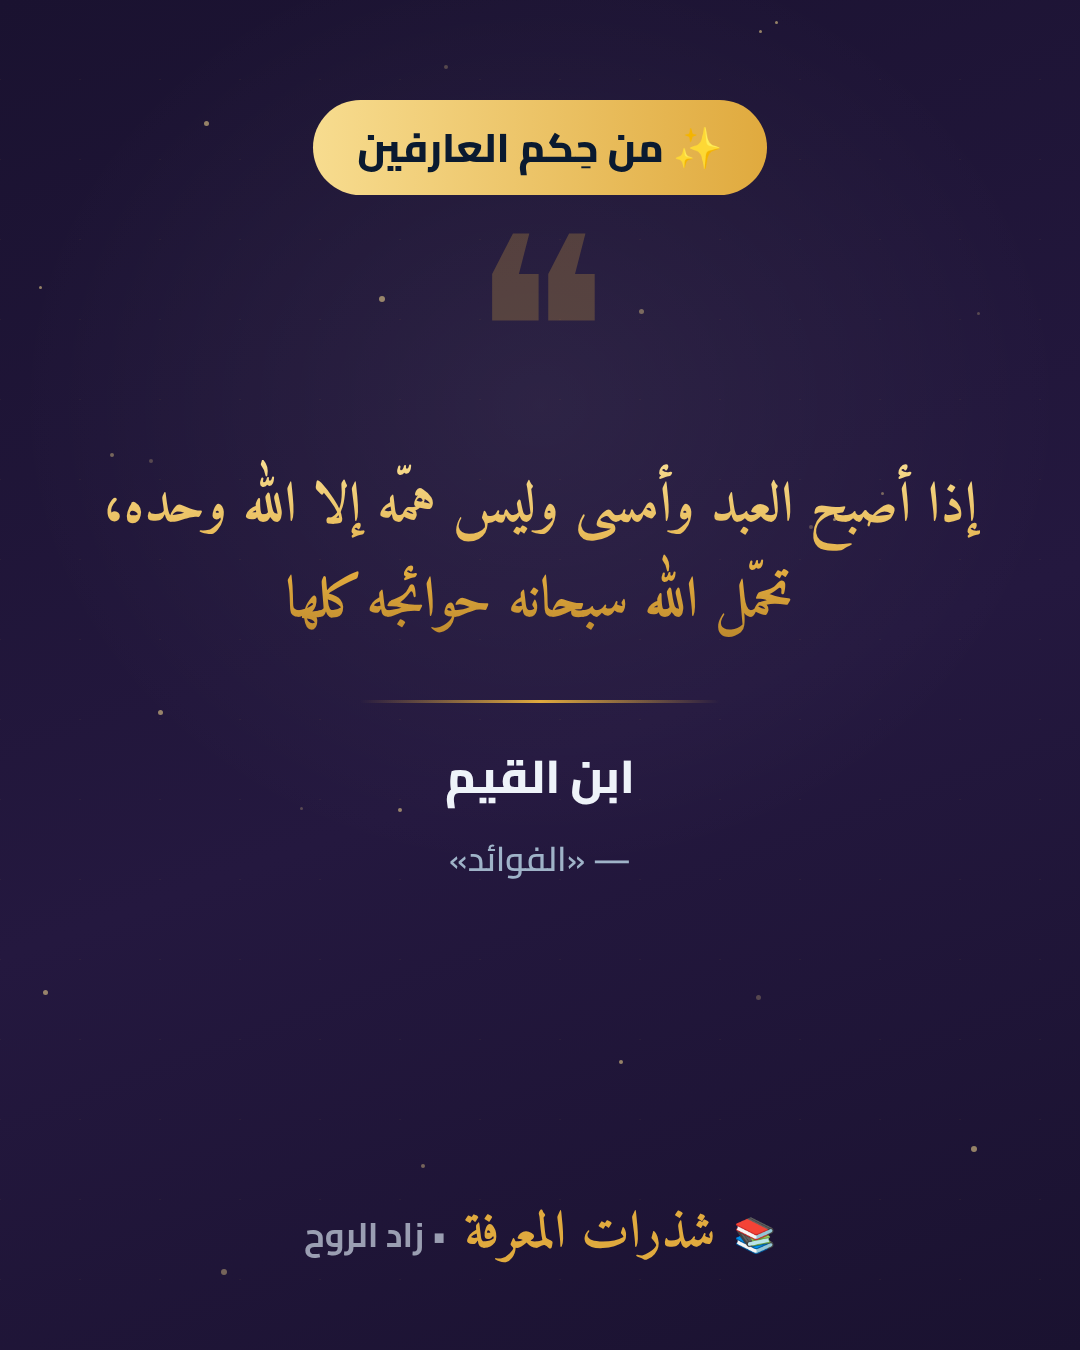 ✨ من حِكم العارفين
❝
إذا أصبح العبد وأمسى وليس همّه إلا الله وحده،
تحمّل الله سبحانه حوائجه كلها
ابن القيم
— «الفوائد»
📚 شذرات المعرفة ▪ زاد الروح